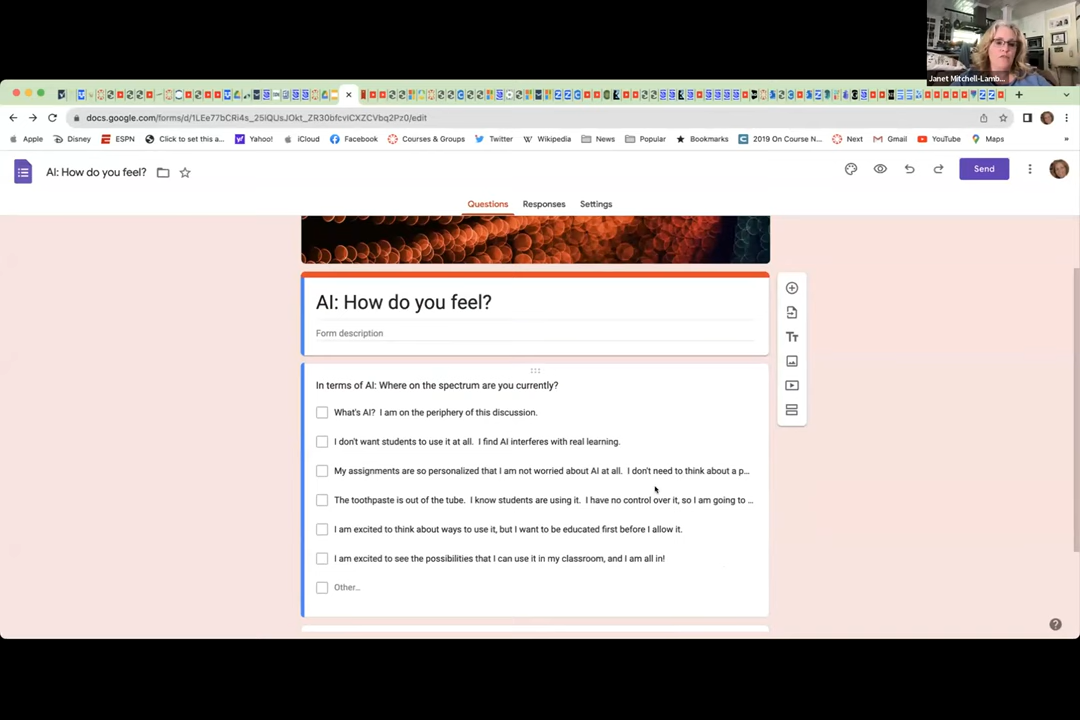 Janet Mitchell-Lamb...
docs.google.com/forms/d/1LEe77bCRi4s_25IQUsJOkt_ZR30bfcvlCXZCVbq2Pz0/edit
Apple Disney ESPN Yahoo! Click to set this a... iCloud Facebook Courses & Groups Twitter Wikipedia News Popular Bookmarks 2019 On Course N... Next Gmail YouTube Maps »
AI: How do you feel?
Send
Questions Responses Settings
AI: How do you feel?
Form description
In terms of AI: Where on the spectrum are you currently?
What's AI? I am on the periphery of this discussion.
I don't want students to use it at all. I find AI interferes with real learning.
My assignments are so personalized that I am not worried about AI at all. I don't need to think about a p...
The toothpaste is out of the tube. I know students are using it. I have no control over it, so I am going to ...
I am excited to think about ways to use it, but I want to be educated first before I allow it.
I am excited to see the possibilities that I can use it in my classroom, and I am all in!
Other...